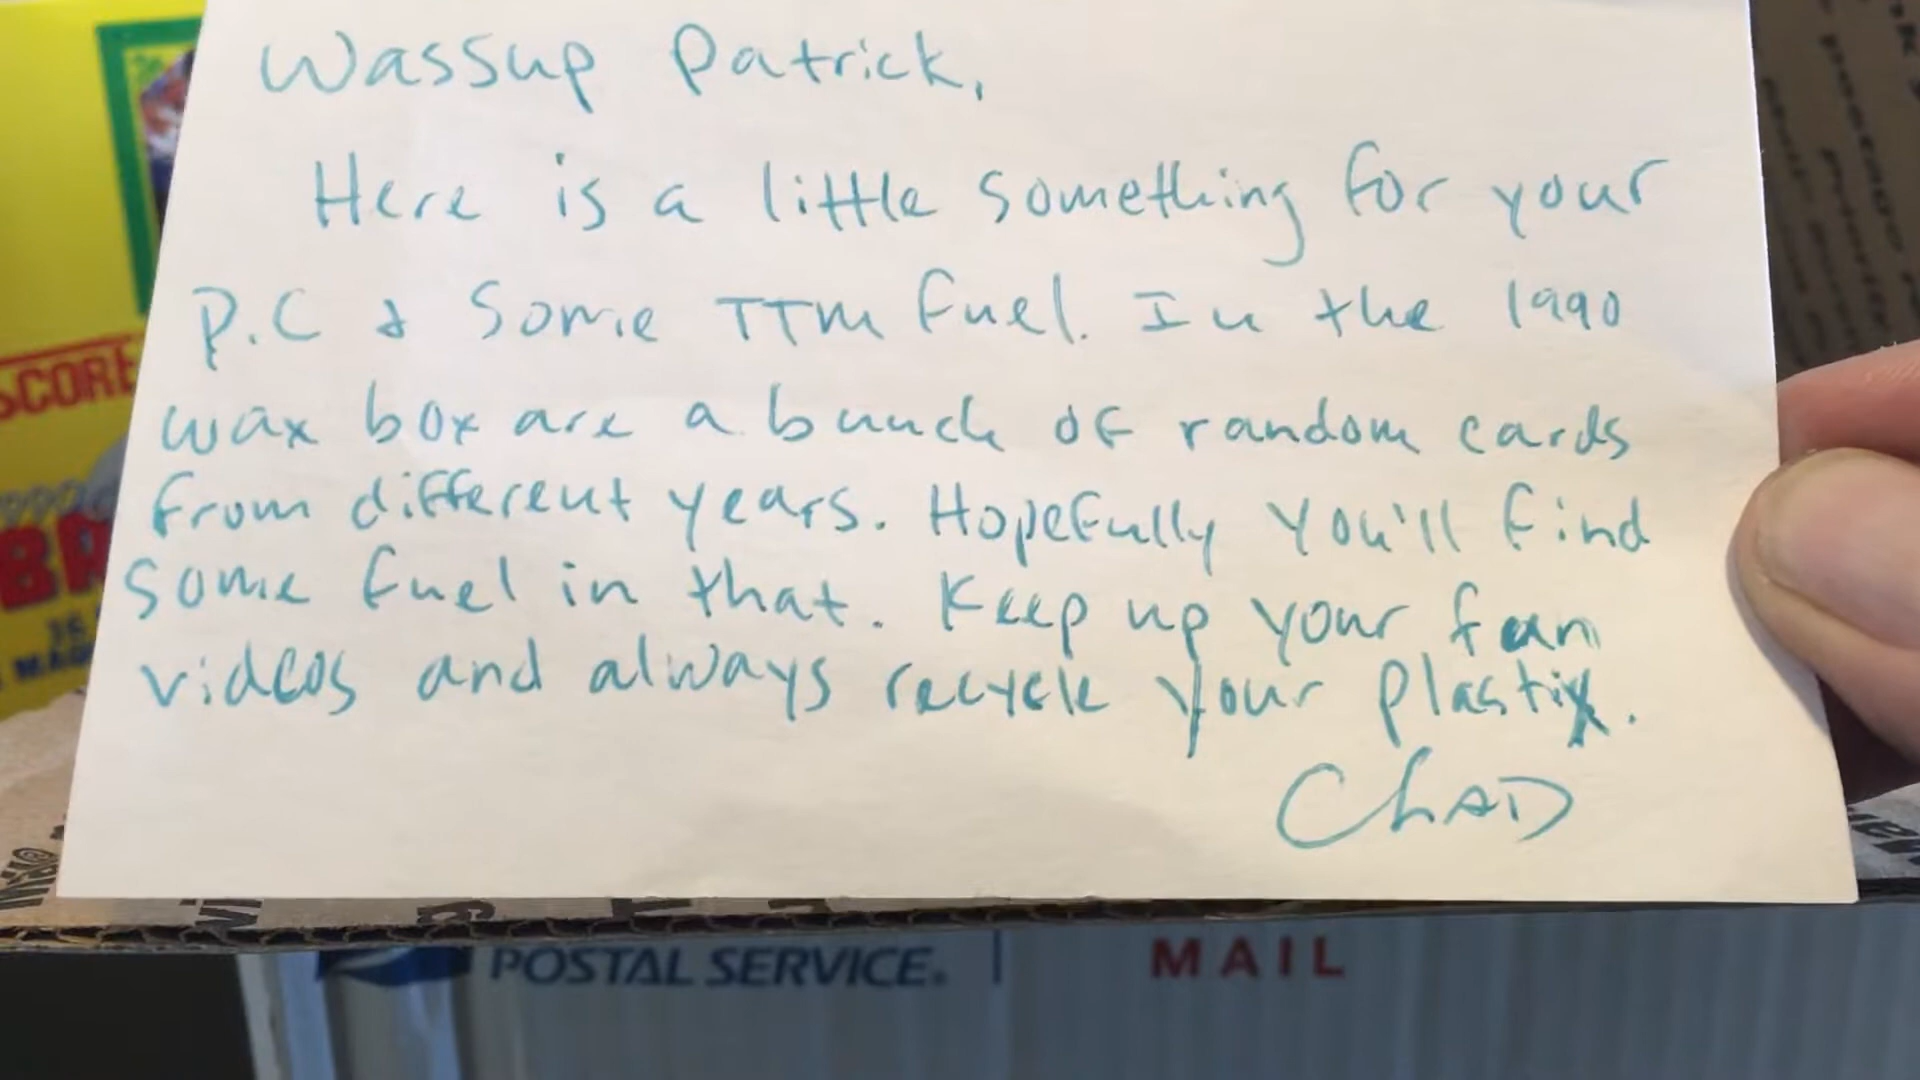 Wassup Patrick,
Here is a little something for your
P.C & Some TTM fuel. In the 1990
wax box are a bunch of random cards
from different years. Hopefully you'll find
some fuel in that. Keep up your fun
videos and always recycle your plastix.
CHAD
SCORE
1990
POSTAL SERVICE.
MAIL